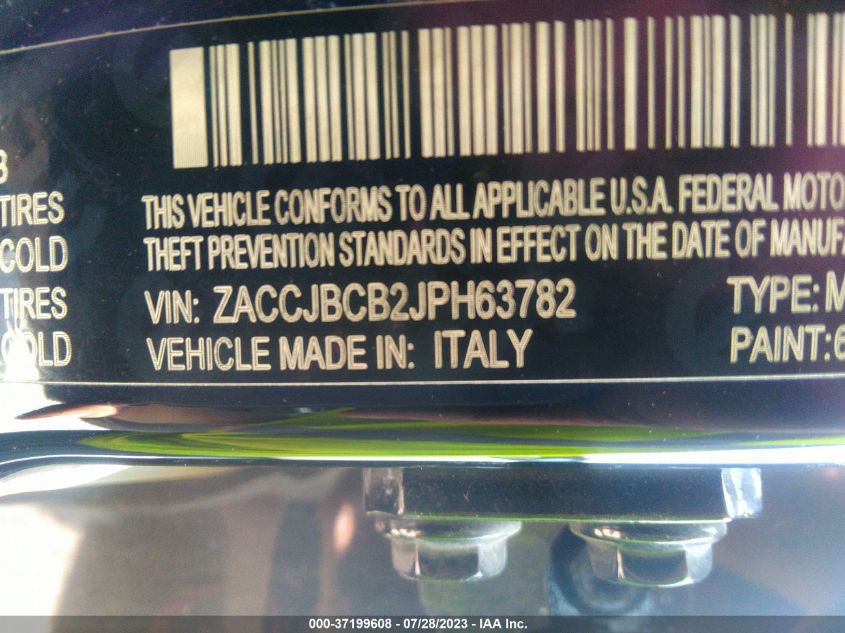 3
TIRES
COLD
TIRES
COLD
THIS VEHICLE CONFORMS TO ALL APPLICABLE U.S.A. FEDERAL MOTO
THEFT PREVENTION STANDARDS IN EFFECT ON THE DATE OF MANUFA
VIN: ZACCJBCB2JPH63782 TYPE: M
VEHICLE MADE IN: ITALY PAINT: 6
000-37199608 - 07/28/2023 - IAA Inc.